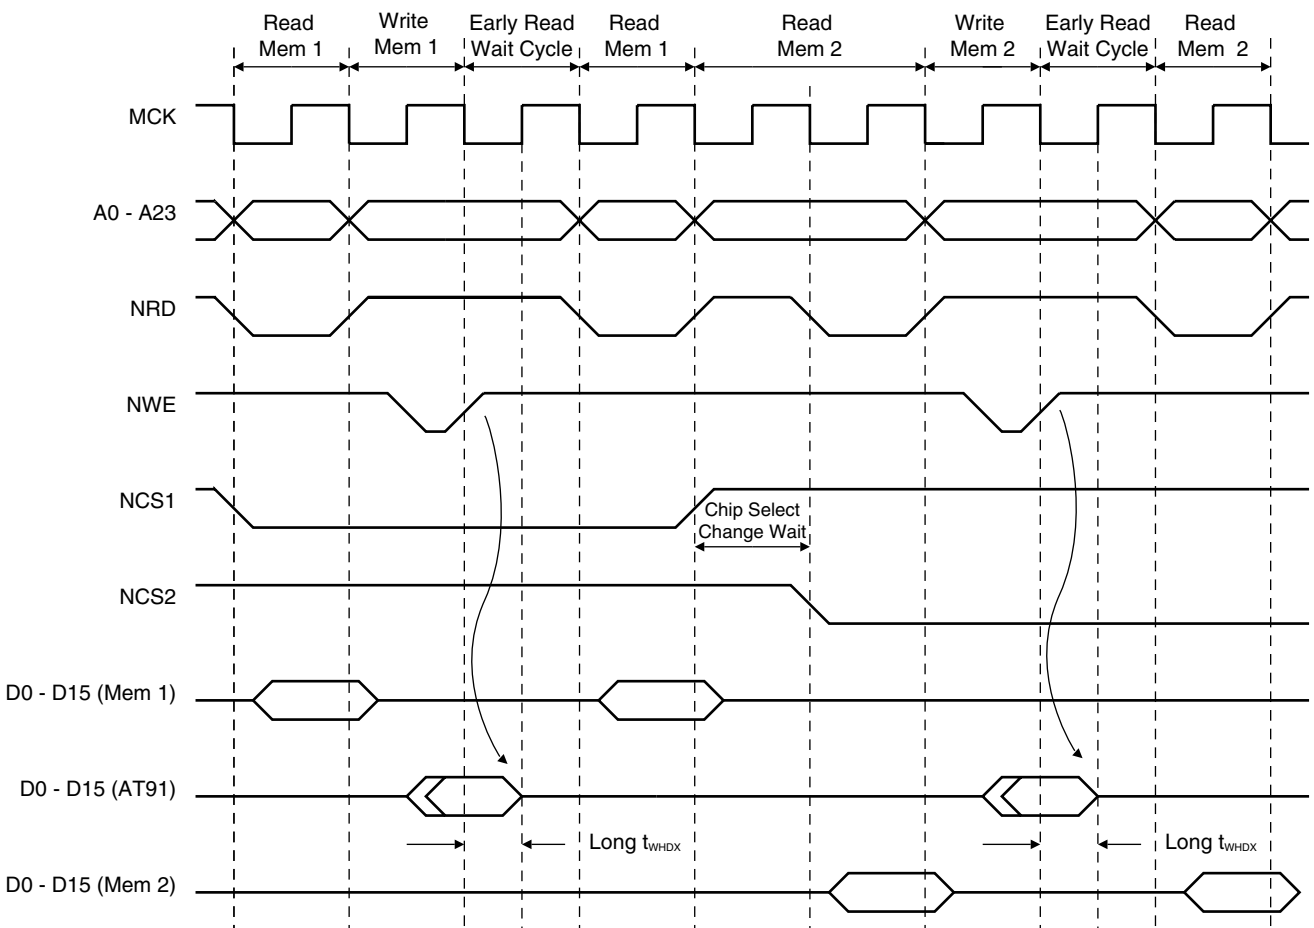 Read
Mem 1
Write
Mem 1
Early Read
Wait Cycle
Read
Mem 1
Read
Mem 2
Write
Mem 2
Early Read
Wait Cycle
Read
Mem 2
MCK
A0 - A23
NRD
NWE
NCS1
Chip Select
Change Wait
NCS2
D0 - D15 (Mem 1)
D0 - D15 (AT91)
Long tWHDX
Long tWHDX
D0 - D15 (Mem 2)